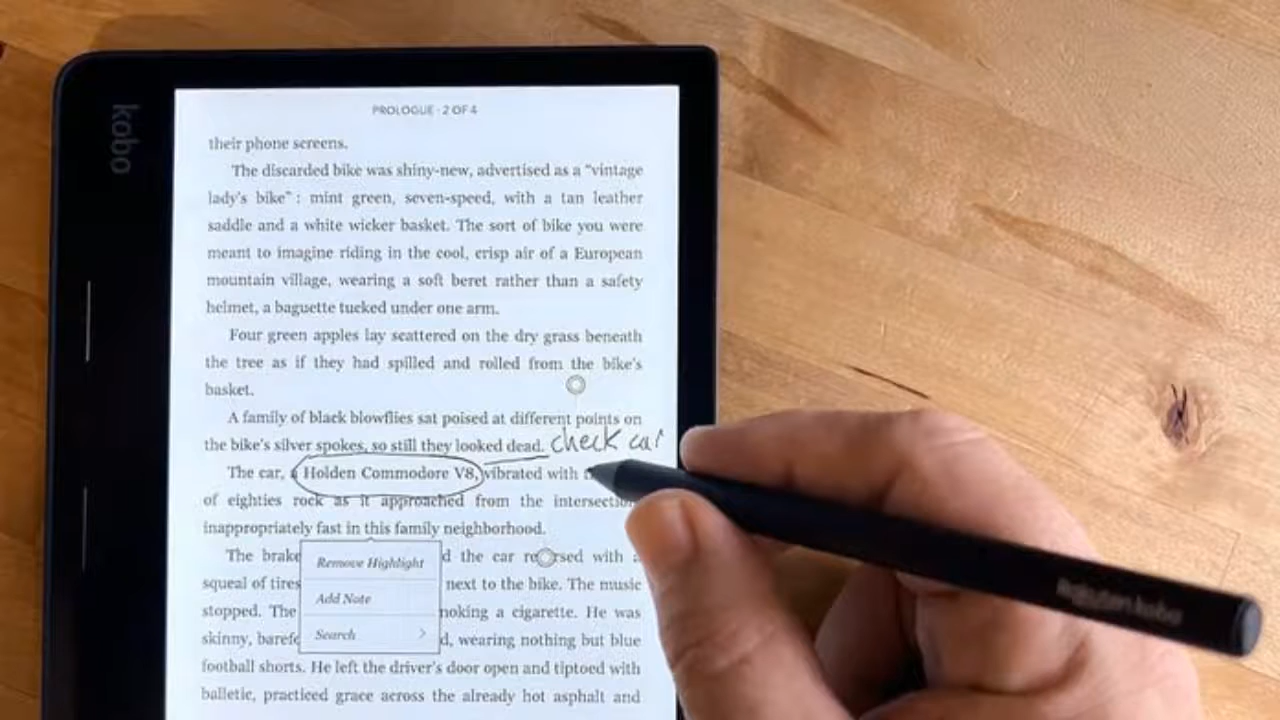 kobo
PROLOGUE · 2 OF 4
their phone screens.
The discarded bike was shiny-new, advertised as a “vintage
lady’s bike” : mint green, seven-speed, with a tan leather
saddle and a white wicker basket. The sort of bike you were
meant to imagine riding in the cool, crisp air of a European
mountain village, wearing a soft beret rather than a safety
helmet, a baguette tucked under one arm.
Four green apples lay scattered on the dry grass beneath
the tree as if they had spilled and rolled from the bike’s
basket.
A family of black blowflies sat poised at different points on
the bike’s silver spokes, so still they looked dead. check car
The car, a Holden Commodore V8, vibrated with
of eighties rock as it approached from the
inappropriately fast in this family neighborhood.
The the car with
squeal of tires next to the bike. The music
stopped. The a cigarette. He was
skinny, wearing nothing but blue
football shorts. He left the driver’s door open and tiptoed with
balletic, practiced grace across the already hot asphalt and
Remove Highlight
Add Note
Search >
Rakuten kobo